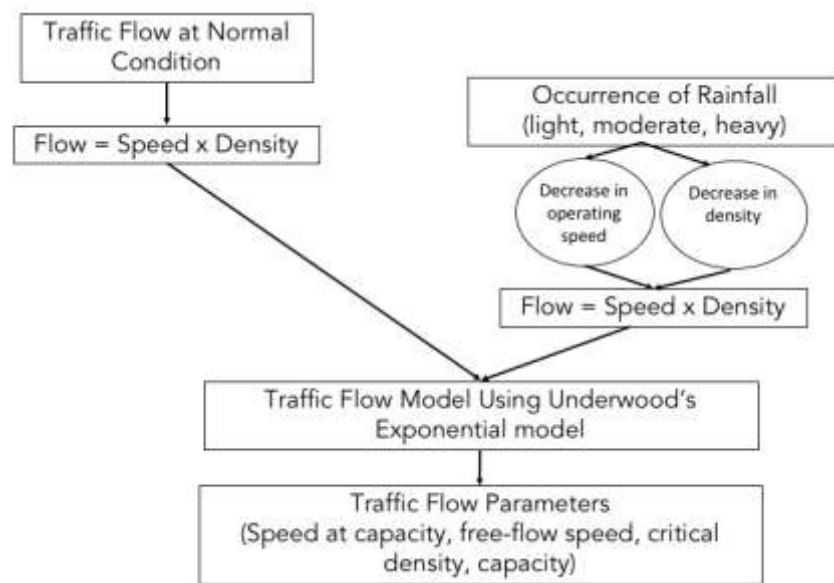 Traffic Flow at Normal
Condition
Flow = Speed x Density
Occurrence of Rainfall
(light, moderate, heavy)
Decrease in
operating
speed
Decrease in
density
Flow = Speed x Density
Traffic Flow Model Using Underwood's
Exponential model
Traffic Flow Parameters
(Speed at capacity, free-flow speed, critical
density, capacity)